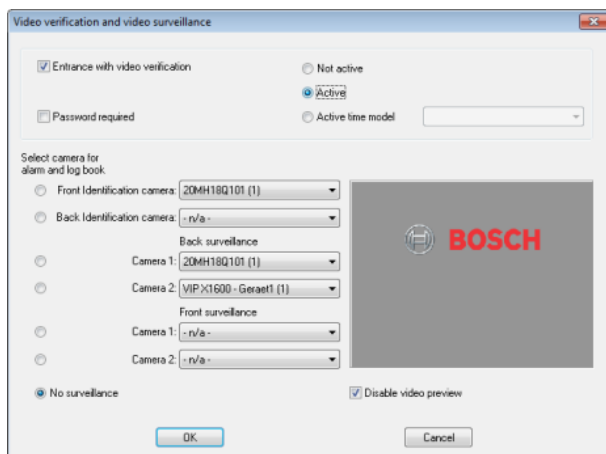 Video verification and video surveillance
Entrance with video verification
Not active
Active
Password required
Active time model
Select camera for
alarm and log book
Front Identification camera: 20MH18Q101 (1)
Back Identification camera: - n/a -
Back surveillance
Camera 1: 20MH18Q101 (1)
Camera 2: VIP X1600 - Geraet1 (1)
Front surveillance
Camera 1: - n/a -
Camera 2: - n/a -
BOSCH
No surveillance
Disable video preview
OK
Cancel